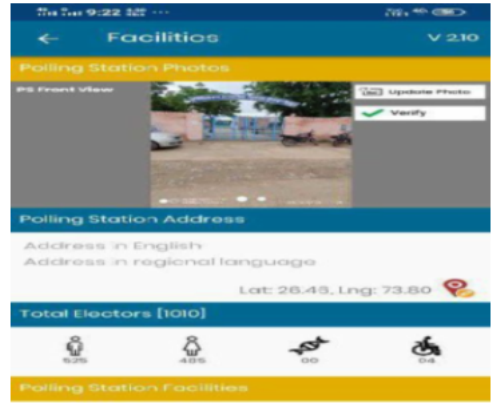 9:22
Facilities
V 2.10
Polling Station Photos
PS Front View
Update Photo
Verify
Polling Station Address
Address in English
Address in regional language
Lat: 26.45, Lng: 73.80
Total Electors [1010]
525 485 00 04
Polling Station Facilities